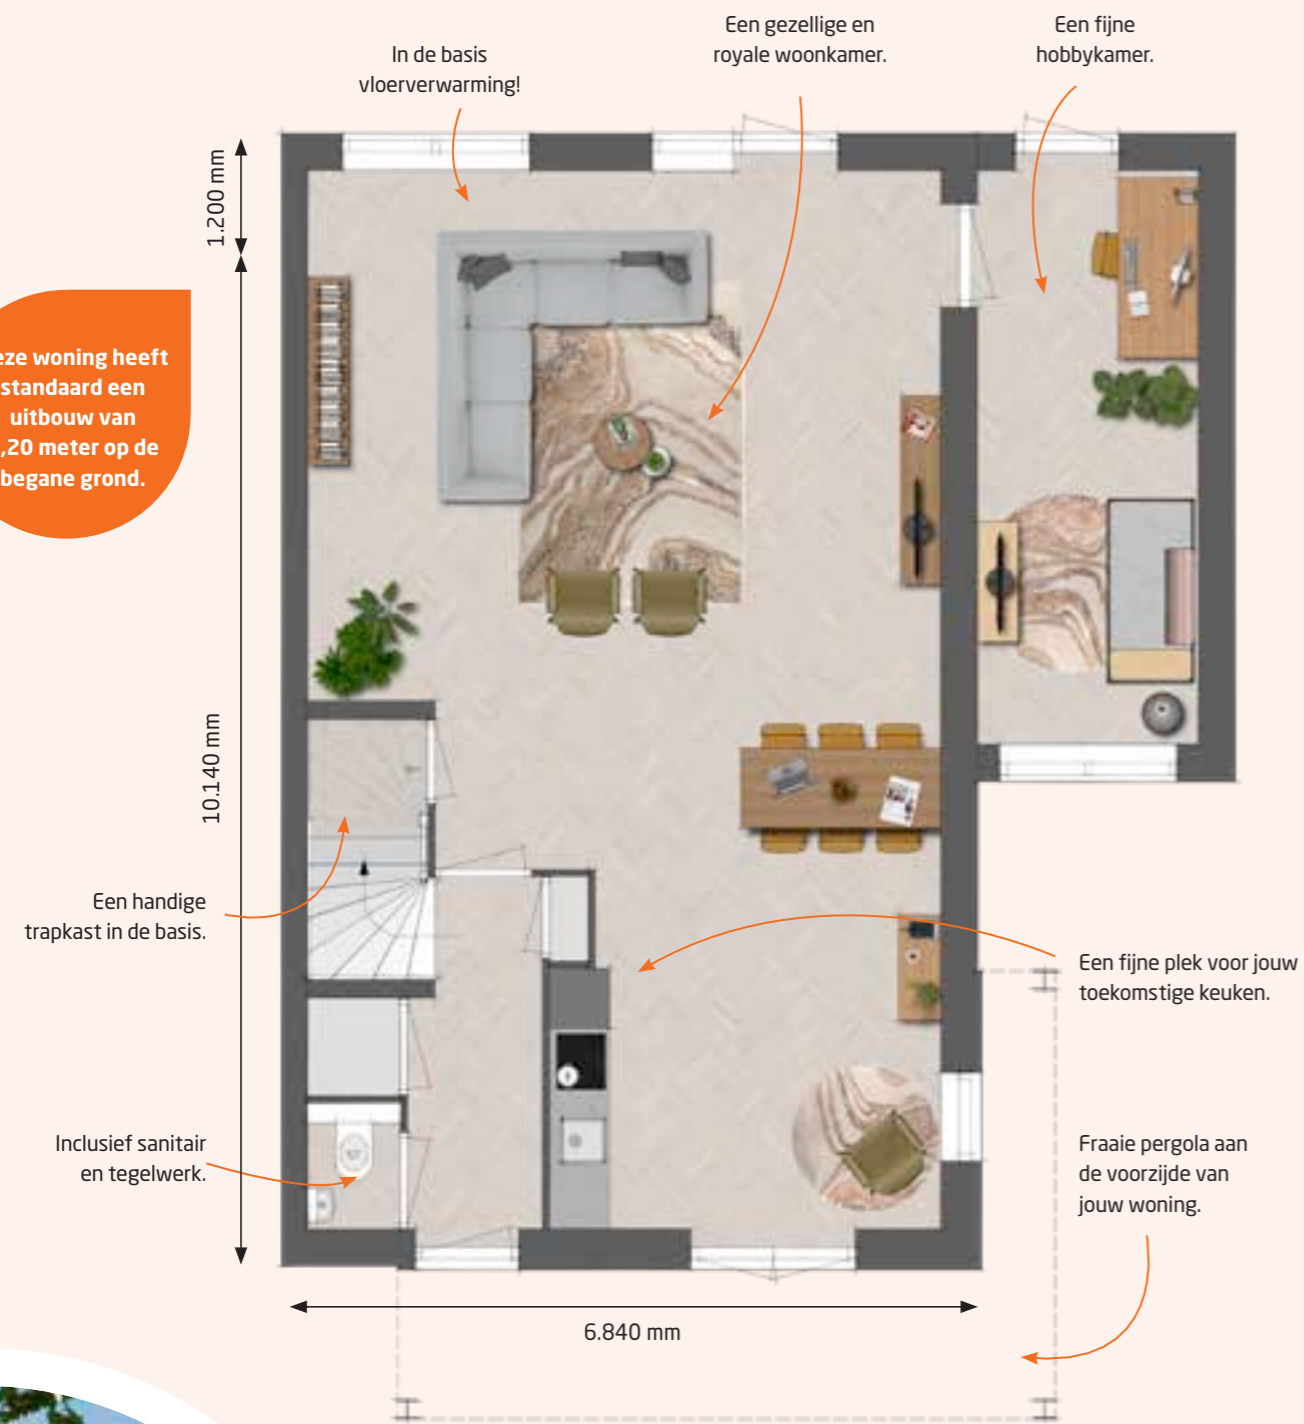 Een gezellige en
royale woonkamer.
Een fijne
hobbykamer.
In de basis
vloerverwarming!
1.200 mm
woning heeft
standaard een
uitbouw van
meter op de
begane grond.
10.140 mm
Een handige
trapkast in de basis.
Een fijne plek voor jouw
toekomstige keuken.
Inclusief sanitair
en tegelwerk.
Fraaie pergola aan
de voorzijde van
jouw woning.
6.840 mm